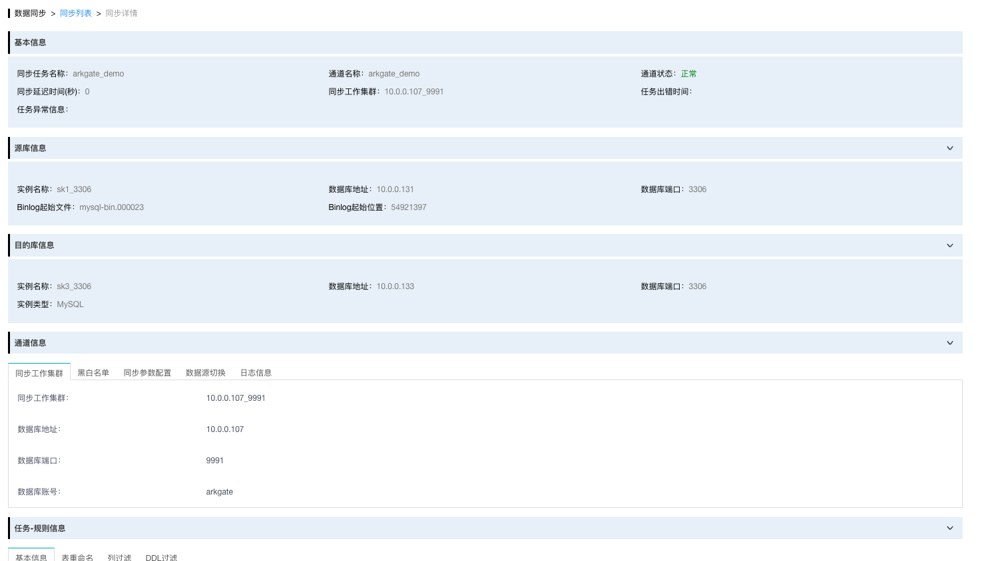 数据同步 > 同步列表 > 同步详情
基本信息
同步任务名称： arkgate_demo 通道名称： arkgate_demo 通道状态： 正常
同步延迟时间(秒)： 0 同步工作集群： 10.0.0.107_9991 任务出错时间：
任务异常信息：
源库信息
实例名称： sk1_3306 数据库地址： 10.0.0.131 数据库端口： 3306
Binlog起始文件： mysql-bin.000023 Binlog起始位置： 54921397
目的库信息
实例名称： sk3_3306 数据库地址： 10.0.0.133 数据库端口： 3306
实例类型： MySQL
通道信息
同步工作集群 黑白名单 同步参数配置 数据源切换 日志信息
同步工作集群： 10.0.0.107_9991
数据库地址： 10.0.0.107
数据库端口： 9991
数据库账号： arkgate
任务-规则信息
基本信息 表重命名 列过滤 DDL过滤